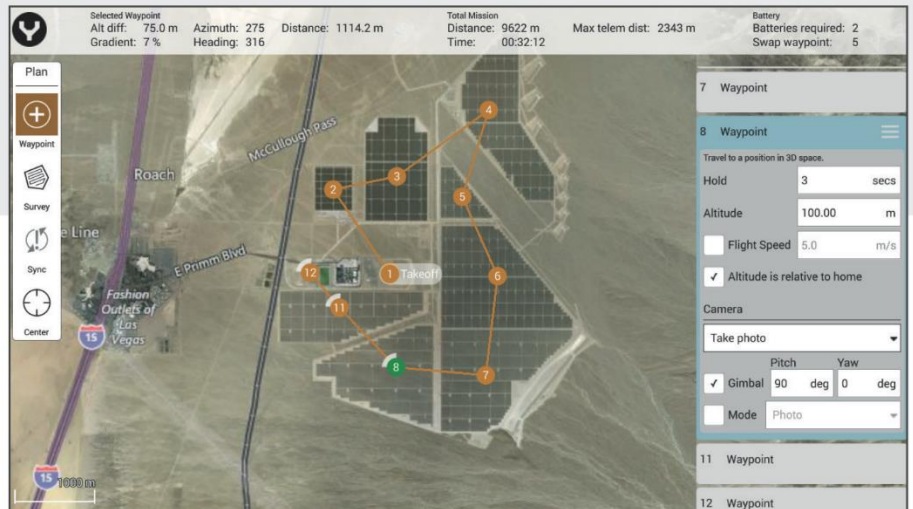 Selected Waypoint
Alt diff: 75.0 m Azimuth: 275 Distance: 1114.2 m
Gradient: 7 % Heading: 316
Total Mission
Distance: 9622 m Max telem dist: 2343 m
Time: 00:32:12
Battery
Batteries required: 2
Swap waypoint: 5
Plan
Waypoint
Survey
Sync
Center
McCullough Pass
Roach
e Line
E Primm Blvd
Fashion
Outlets of
Las
Vegas
15
15
1000 m
1 Takeoff
2
3
4
5
6
7
8
11
12
7 Waypoint
8 Waypoint
Travel to a position in 3D space.
Hold 3 secs
Altitude 100.00 m
Flight Speed 5.0 m/s
Altitude is relative to home
Camera
Take photo
Pitch Yaw
Gimbal 90 deg 0 deg
Mode Photo
11 Waypoint
12 Waypoint